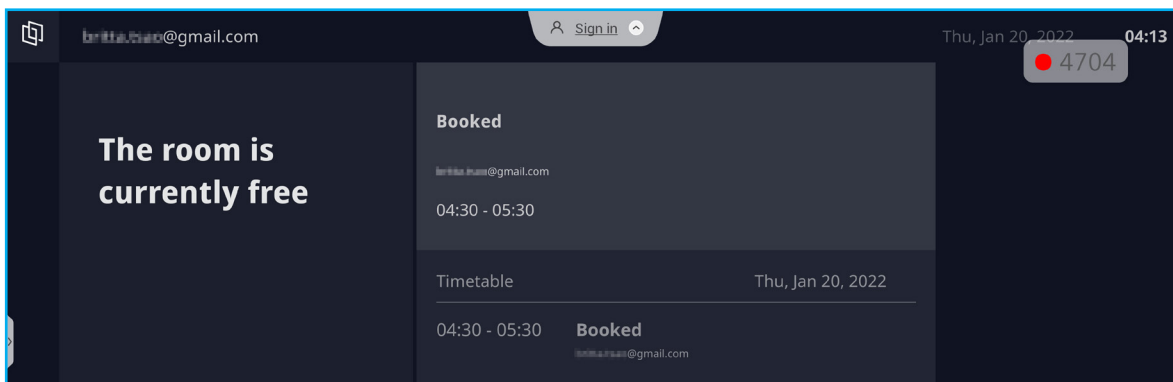 @gmail.com
Sign in
Thu, Jan 20, 2022
04:13
4704
The room is
currently free
Booked
@gmail.com
04:30 - 05:30
Timetable
Thu, Jan 20, 2022
04:30 - 05:30
Booked
@gmail.com